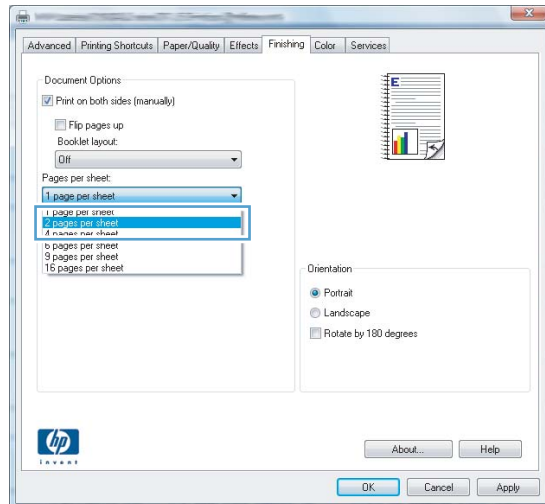 Advanced Printing Shortcuts Paper/Quality Effects Finishing Color Services
Document Options
Print on both sides (manually)
Flip pages up
Booklet layout:
Off
Pages per sheet:
1 page per sheet
1 page per sheet
2 pages per sheet
4 pages per sheet
6 pages per sheet
9 pages per sheet
16 pages per sheet
E
Orientation
Portrait
Landscape
Rotate by 180 degrees
hp
invent
About... Help
OK Cancel Apply